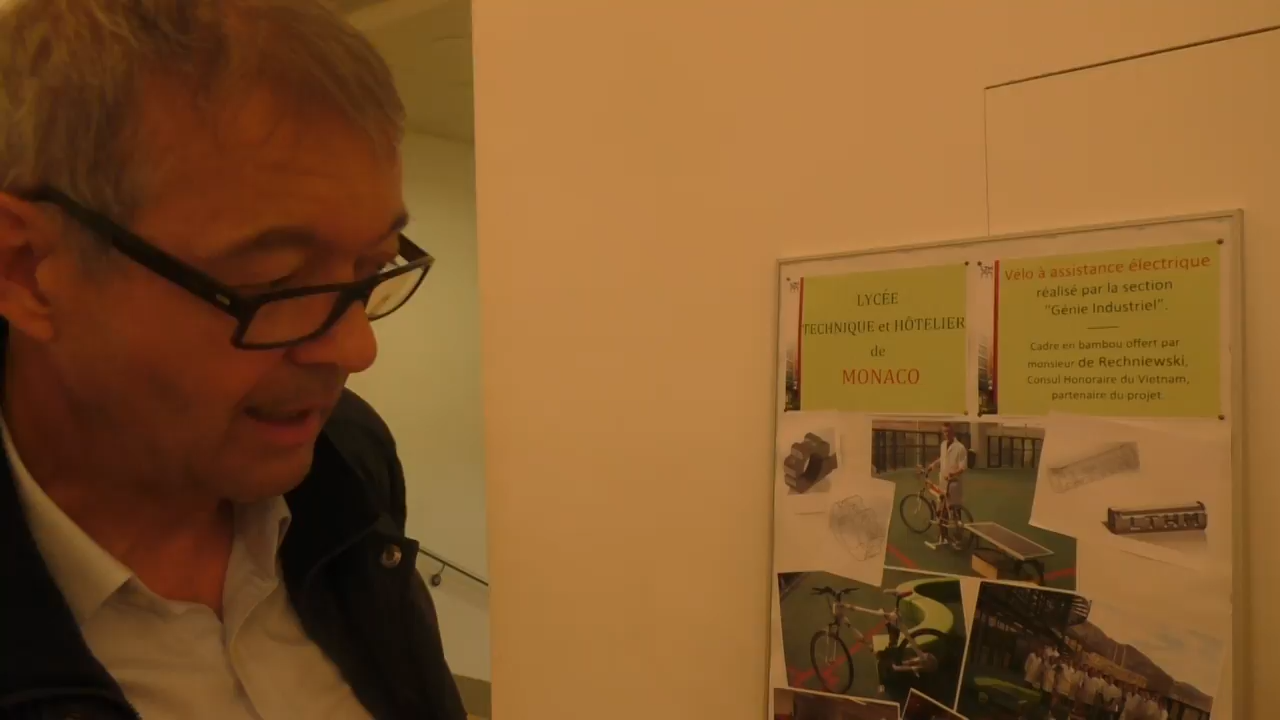 LYCÉE
TECHNIQUE et HÔTELIER
de
MONACO
Vélo à assistance électrique
réalisé par la section
"Génie Industriel".
Cadre en bambou offert par
monsieur de Rechniewski,
Consul Honoraire du Vietnam,
partenaire du projet.
LTHM